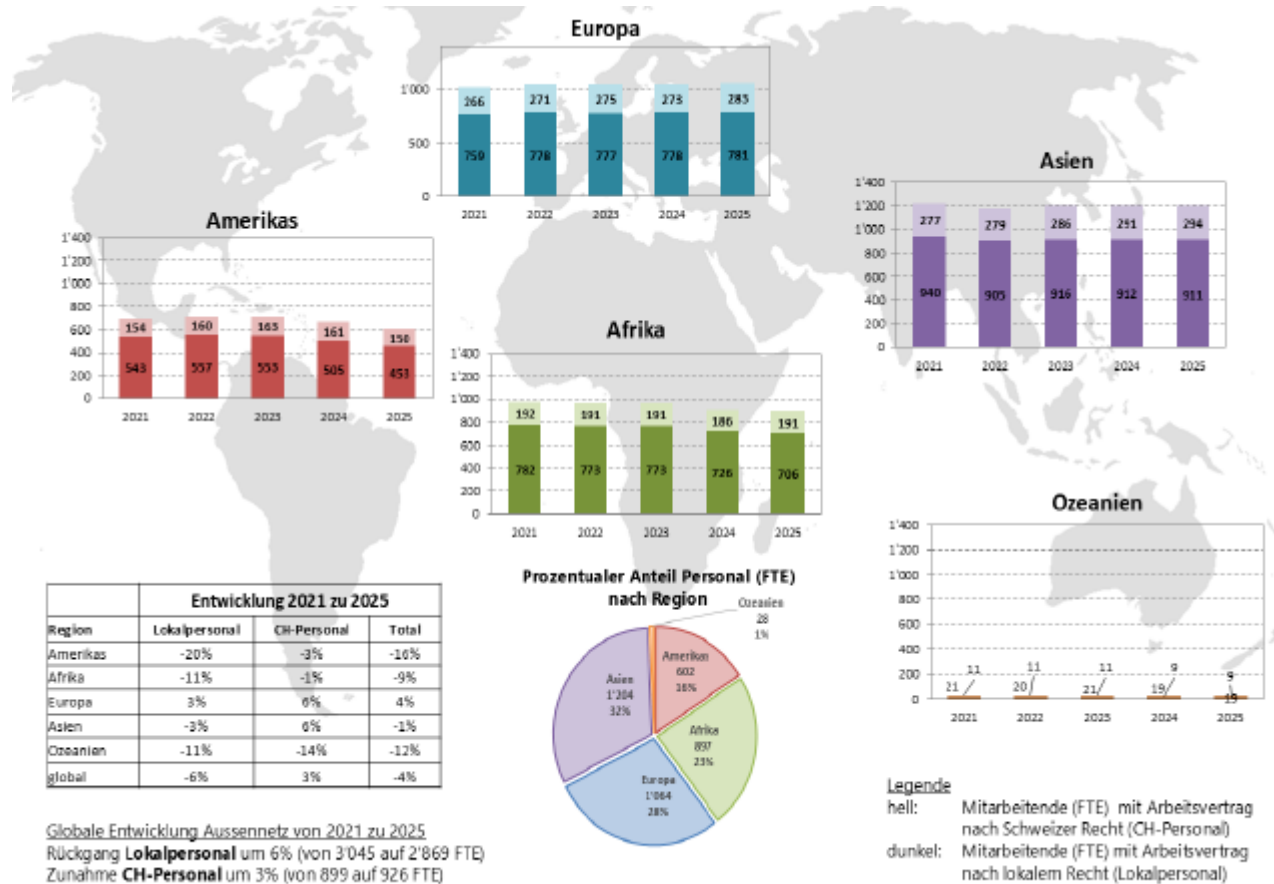 Europa
1'000
500
0
266 271 275 273 283
759 778 777 778 781
2021 2022 2023 2024 2025
Asien
1'400
1'200
1'000
800
600
400
200
0
277 279 286 291 294
940 905 916 912 911
2021 2022 2023 2024 2025
Amerikas
1'400
1'200
1'000
800
600
400
200
0
154 160 163 161 150
543 557 553 505 453
2021 2022 2023 2024 2025
Afrika
1'400
1'200
1'000
800
600
400
200
0
192 191 191 186 191
782 773 773 726 706
2021 2022 2023 2024 2025
Ozeanien
1'400
1'200
1'000
800
600
400
200
0
11 11 11 9 9
21 20 21 19 19
2021 2022 2023 2024 2025
Entwicklung 2021 zu 2025
Region Lokalpersonal CH-Personal Total
Amerikas -20% -3% -16%
Afrika -11% -1% -9%
Europa 3% 6% 4%
Asien -3% 6% -1%
Ozeanien -11% -14% -12%
global -6% 3% -4%
Globale Entwicklung Aussennetz von 2021 zu 2025
Rückgang Lokalpersonal um 6% (von 3'045 auf 2'869 FTE)
Zunahme CH-Personal um 3% (von 899 auf 926 FTE)
Prozentualer Anteil Personal (FTE)
nach Region
Ozeanien
28
1%
Amerikas
602
16%
Asien
1'204
32%
Afrika
897
23%
Europa
1'064
28%
Legende
hell: Mitarbeitende (FTE) mit Arbeitsvertrag
nach Schweizer Recht (CH-Personal)
dunkel: Mitarbeitende (FTE) mit Arbeitsvertrag
nach lokalem Recht (Lokalpersonal)